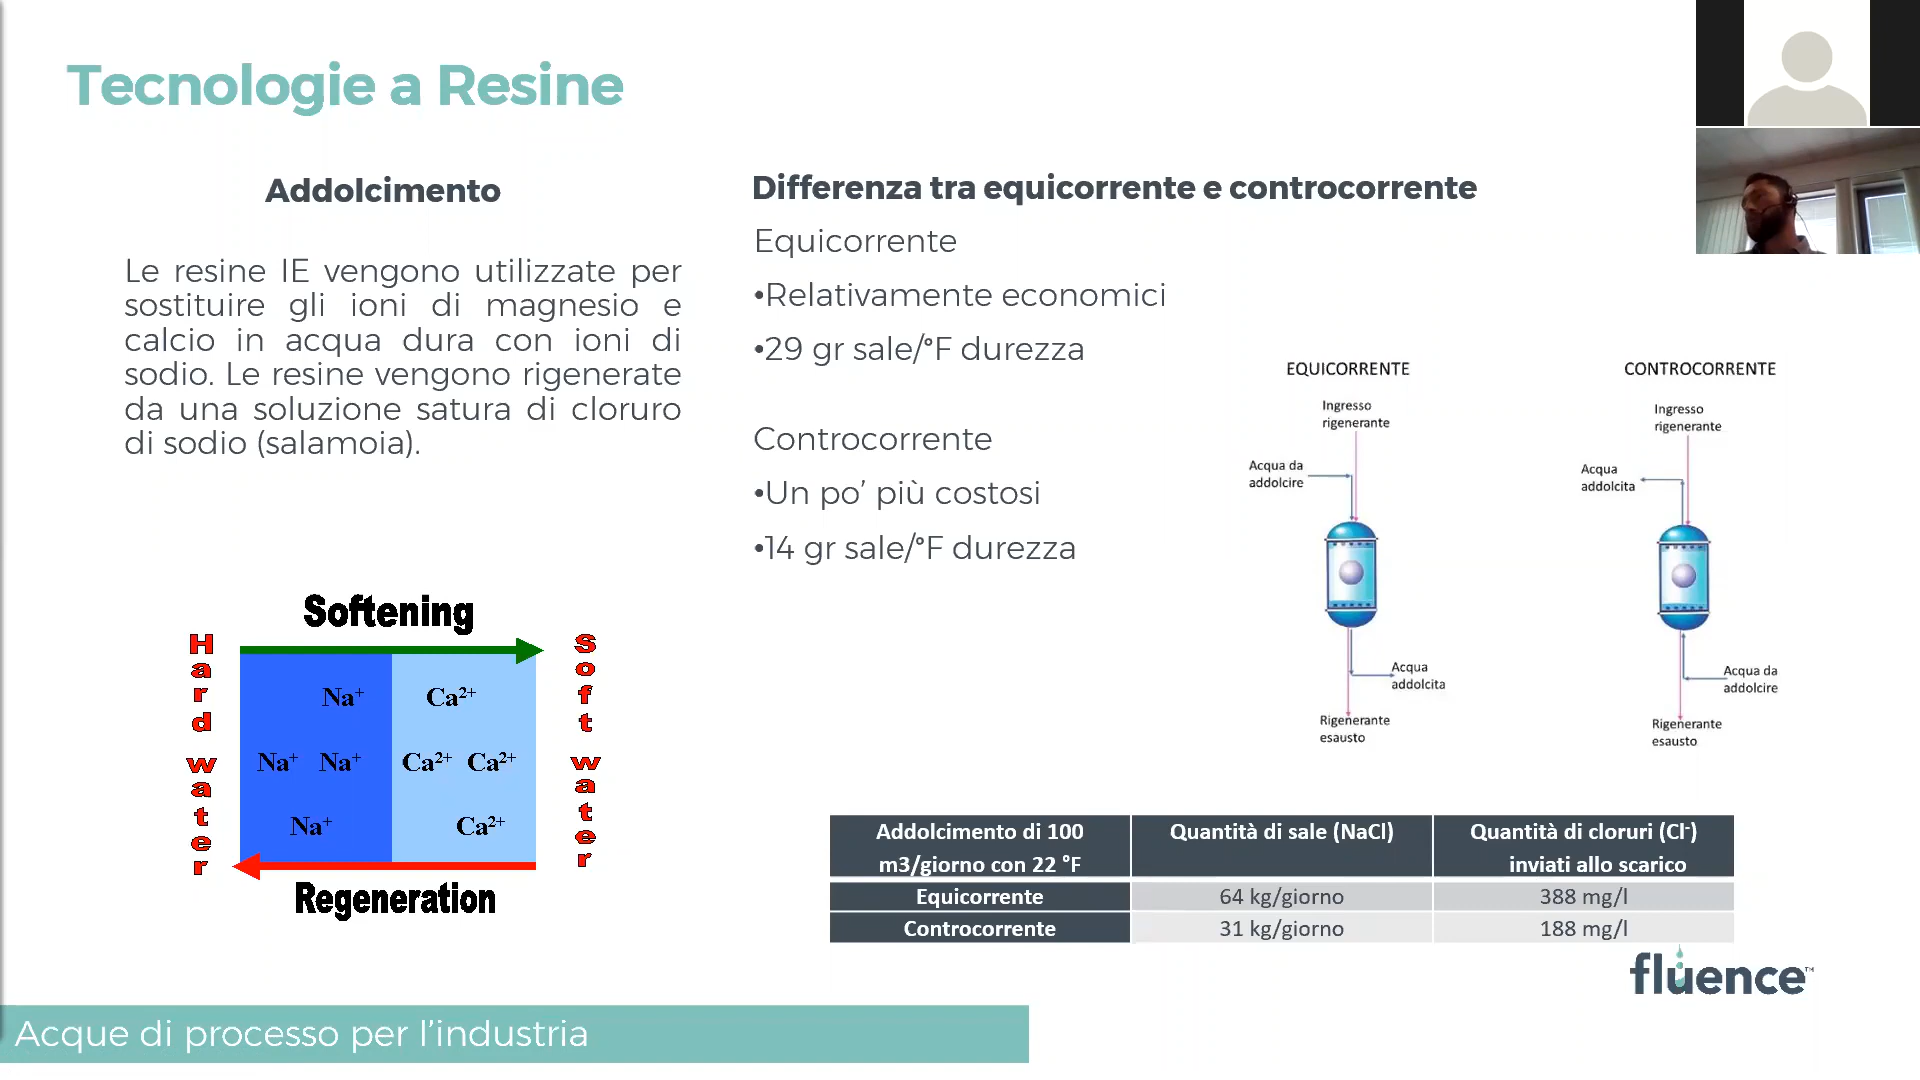 Tecnologie a Resine
Addolcimento
Le resine IE vengono utilizzate per
sostituire gli ioni di magnesio e
calcio in acqua dura con ioni di
sodio. Le resine vengono rigenerate
da una soluzione satura di cloruro
di sodio (salamoia).
Softening
Hard water
Na⁺ Ca²⁺
Na⁺ Na⁺ Ca²⁺ Ca²⁺
Na⁺ Ca²⁺
Soft water
Regeneration
Differenza tra equicorrente e controcorrente
Equicorrente
•Relativamente economici
•29 gr sale/°F durezza
Controcorrente
•Un po’ più costosi
•14 gr sale/°F durezza
EQUICORRENTE
Ingresso
rigenerante
Acqua da
addolcire
Acqua
addolcita
Rigenerante
esausto
CONTROCORRENTE
Ingresso
rigenerante
Acqua
addolcita
Acqua da
addolcire
Rigenerante
esausto
Addolcimento di 100
m3/giorno con 22 °F
Quantità di sale (NaCl)
Quantità di cloruri (Cl⁻)
inviati allo scarico
Equicorrente 64 kg/giorno 388 mg/l
Controcorrente 31 kg/giorno 188 mg/l
fluence™
Acque di processo per l’industria